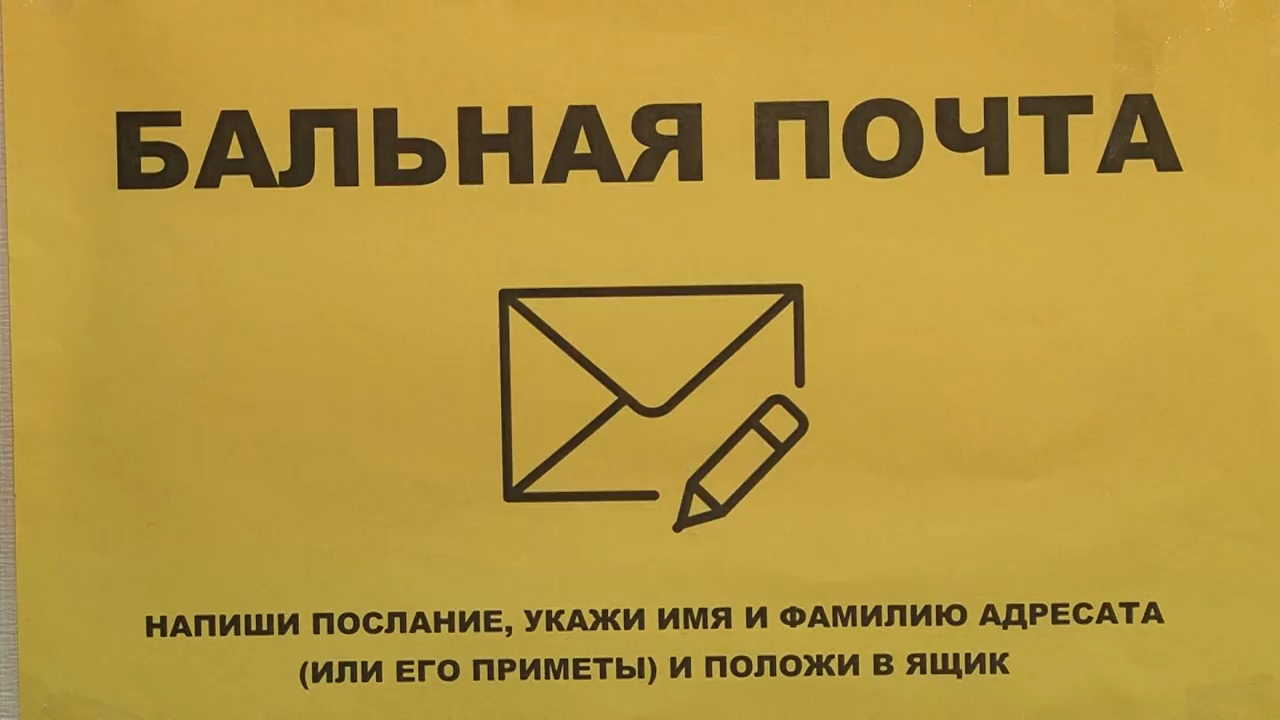 БАЛЬНАЯ ПОЧТА
НАПИШИ ПОСЛАНИЕ, УКАЖИ ИМЯ И ФАМИЛИЮ АДРЕСАТА
(ИЛИ ЕГО ПРИМЕТЫ) И ПОЛОЖИ В ЯЩИК